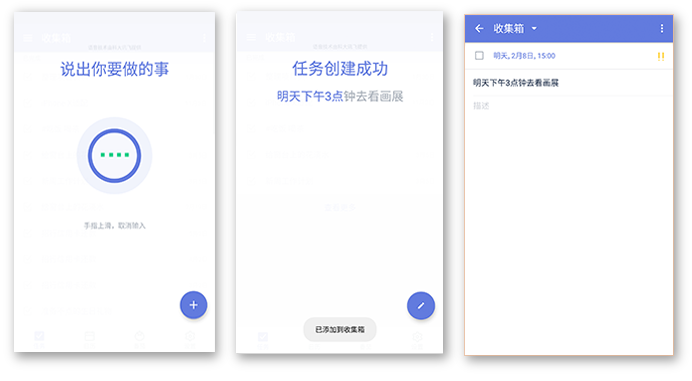 收集箱
说出你要做的事
手指上滑，取消输入
收集箱
任务创建成功
明天下午3点钟去看画展
已添加到收集箱
收集箱
明天, 2月8日, 15:00
明天下午3点钟去看画展
描述